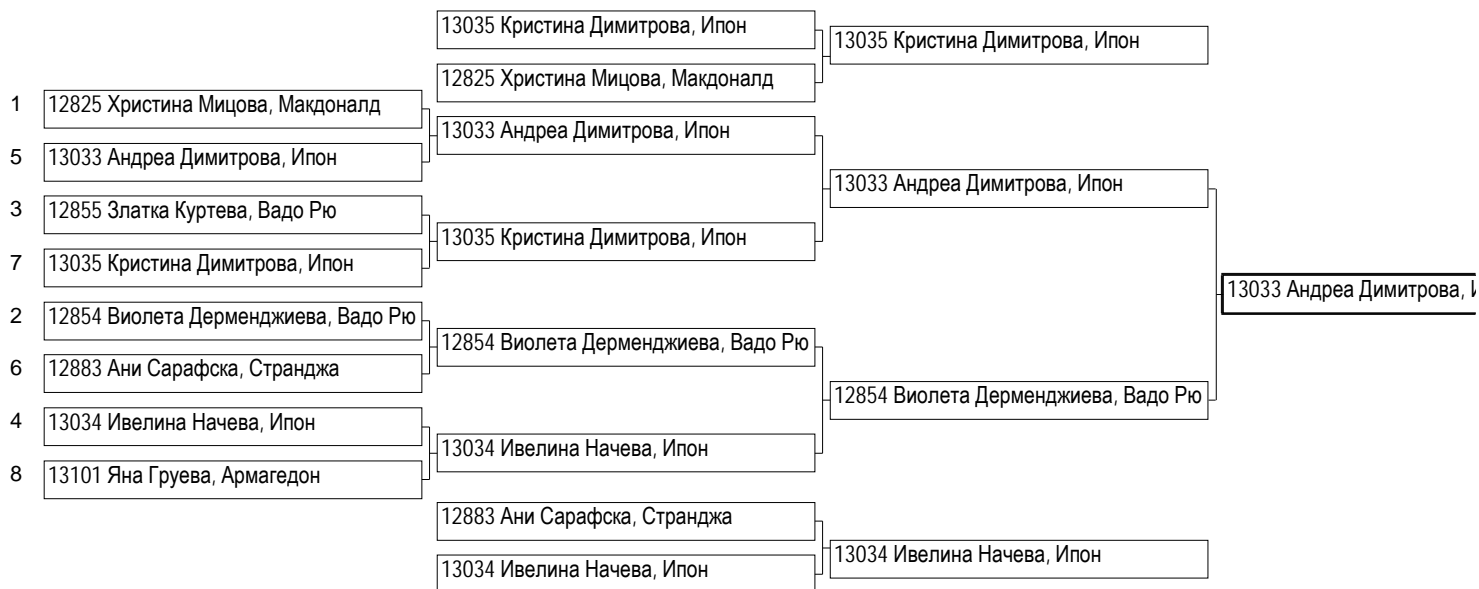 13035 Кристина Димитрова, Ипон
13035 Кристина Димитрова, Ипон
12825 Христина Мицова, Макдоналд
1 12825 Христина Мицова, Макдоналд
13033 Андреа Димитрова, Ипон
5 13033 Андреа Димитрова, Ипон
13033 Андреа Димитрова, Ипон
3 12855 Златка Куртева, Вадо Рю
13035 Кристина Димитрова, Ипон
7 13035 Кристина Димитрова, Ипон
13033 Андреа Димитрова,
2 12854 Виолета Дерменджиева, Вадо Рю
12854 Виолета Дерменджиева, Вадо Рю
6 12883 Ани Сарафска, Странджа
12854 Виолета Дерменджиева, Вадо Рю
4 13034 Ивелина Начева, Ипон
13034 Ивелина Начева, Ипон
8 13101 Яна Груева, Армагедон
12883 Ани Сарафска, Странджа
13034 Ивелина Начева, Ипон
13034 Ивелина Начева, Ипон